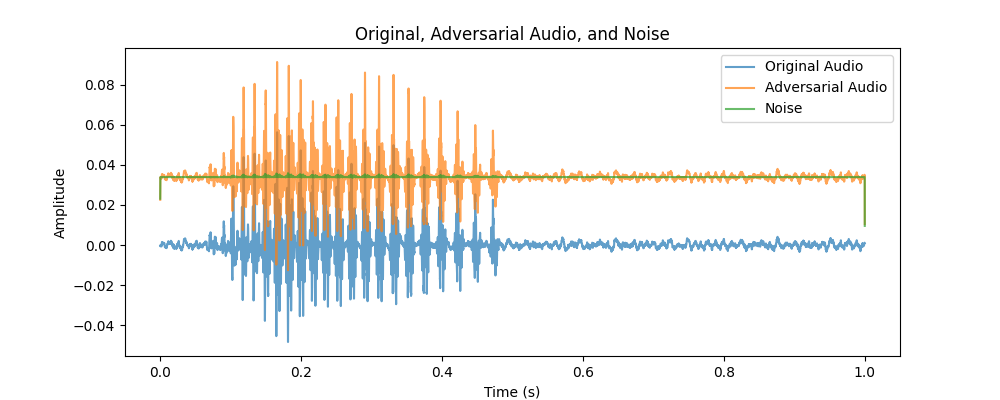 Original, Adversarial Audio, and Noise
Original Audio
Adversarial Audio
Noise
Amplitude
0.08
0.06
0.04
0.02
0.00
−0.02
−0.04
0.0 0.2 0.4 0.6 0.8 1.0
Time (s)